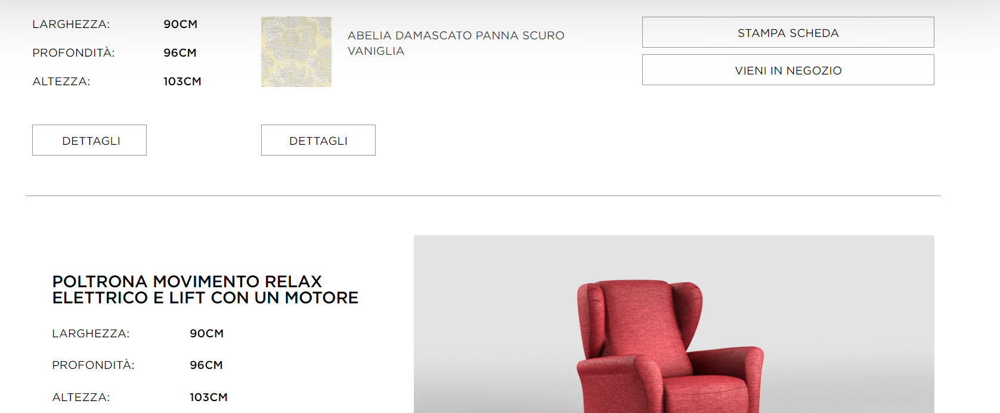 LARGHEZZA: 90CM
PROFONDITÀ: 96CM
ALTEZZA: 103CM
DETTAGLI
ABELIA DAMASCATO PANNA SCURO
VANIGLIA
DETTAGLI
STAMPA SCHEDA
VIENI IN NEGOZIO
POLTRONA MOVIMENTO RELAX
ELETTRICO E LIFT CON UN MOTORE
LARGHEZZA: 90CM
PROFONDITÀ: 96CM
ALTEZZA: 103CM